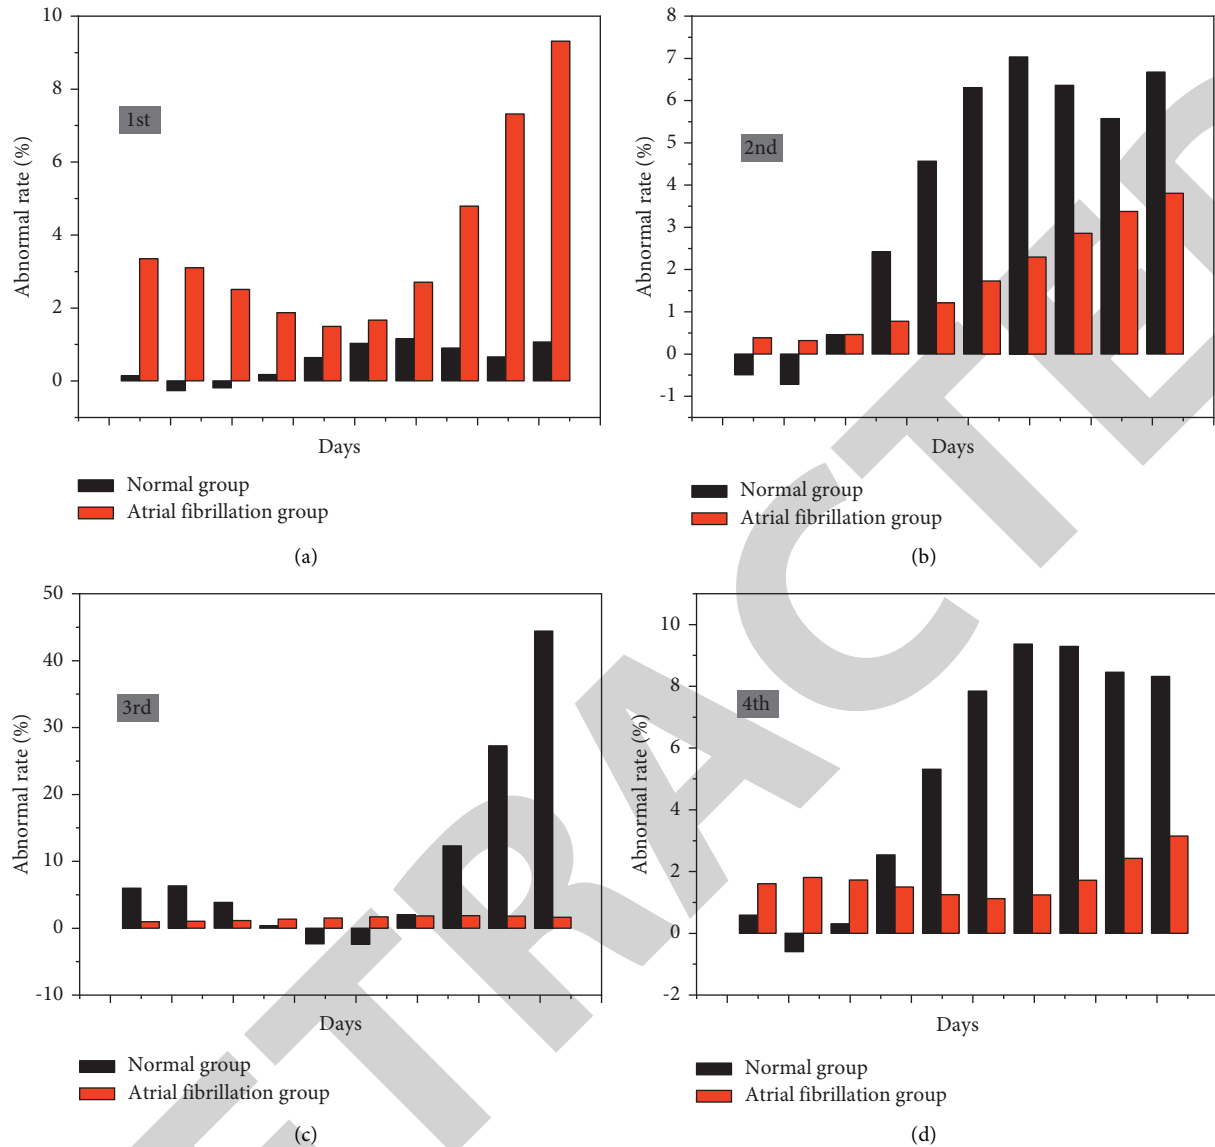 10
8
6
4
2
0
Abnormal rate (%)
1st
Days
Normal group
Atrial fibrillation group
(a)
8
7
6
5
4
3
2
1
0
-1
Abnormal rate (%)
2nd
Days
Normal group
Atrial fibrillation group
(b)
50
40
30
20
10
0
-10
Abnormal rate (%)
3rd
Days
Normal group
Atrial fibrillation group
(c)
10
8
6
4
2
0
-2
Abnormal rate (%)
4th
Days
Normal group
Atrial fibrillation group
(d)
ETRACTED